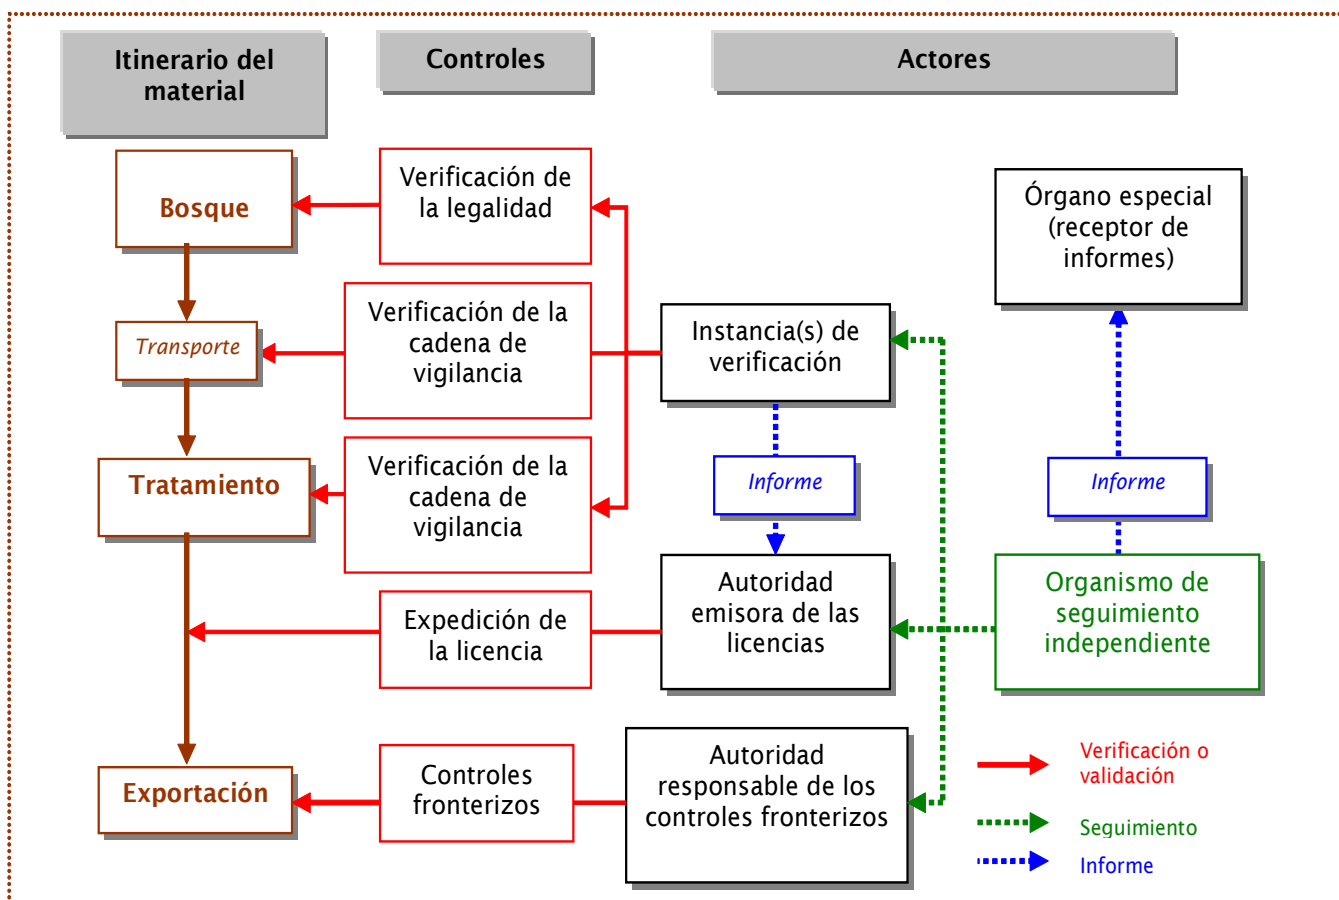 Itinerario del
material
Controles
Actores
Bosque
Verificación de
la legalidad
Órgano especial
(receptor de
informes)
Transporte
Verificación de la
cadena de
vigilancia
Instancia(s) de
verificación
Tratamiento
Verificación de la
cadena de
vigilancia
Informe
Informe
Expedición de
la licencia
Autoridad
emisora de las
licencias
Organismo de
seguimiento
independiente
Exportación
Controles
fronterizos
Autoridad
responsable de los
controles fronterizos
Verificación o
validación
Seguimiento
Informe